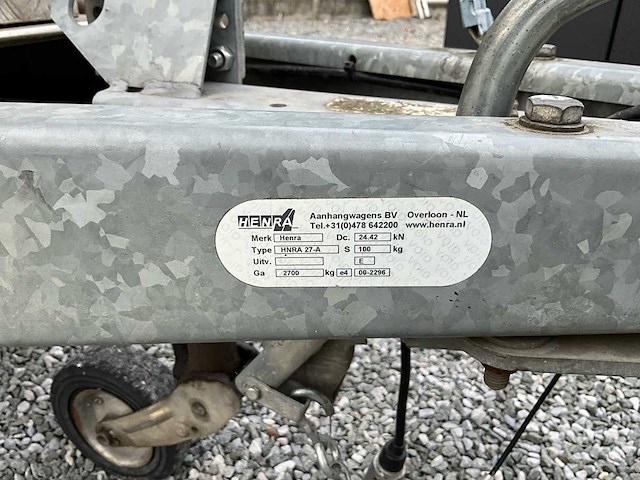 HENRA Aanhangwagens BV Overloon - NL
Tel.+31(0)478 642200 www.henra.nl
Merk Henra Dc. 24.42 kN
Type HNRA 27-A S 100 kg
Uitv. E
Ga 2700 kg e4 00-2296